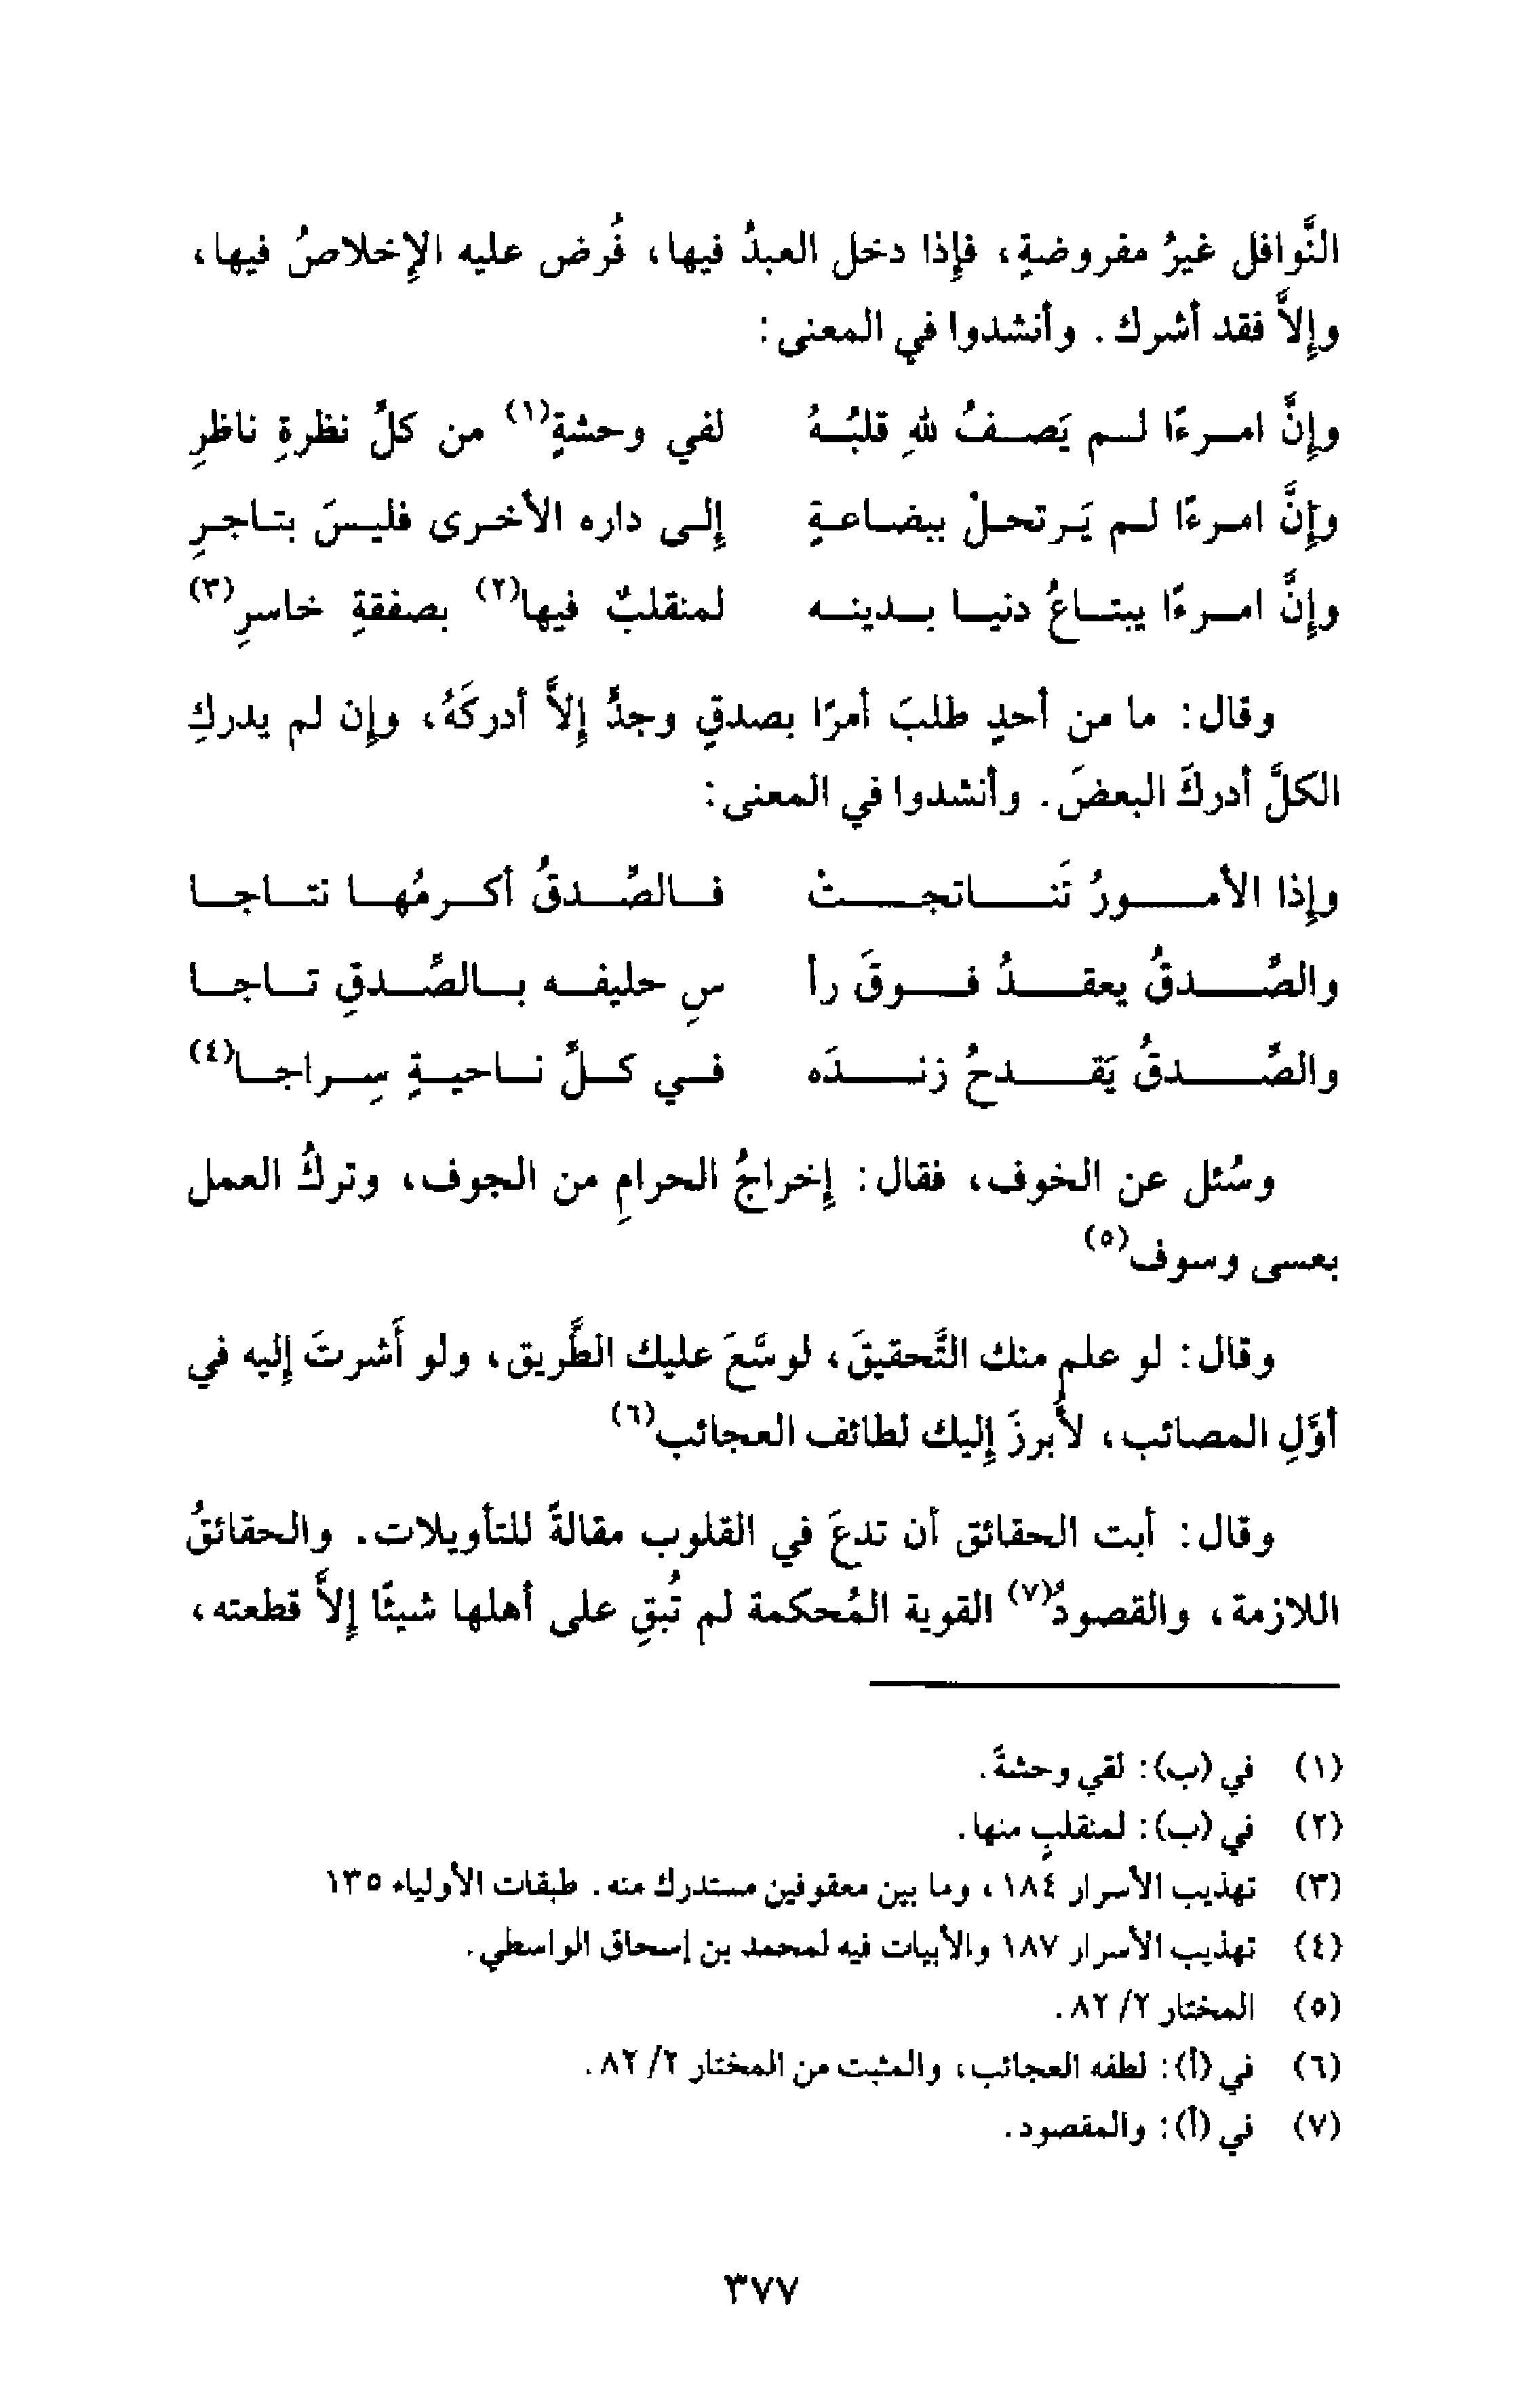 النَّوافل غيرُ مفروضةٍ، فإذا دخل العبدُ فيها، فُرض عليه الإخلاصُ فيها،
وإلاَّ فقد أشرك. وأنشدوا في المعنى:
وإنَّ امرءًا لم يَصفُ للهِ قلبُهُ لفي وحشةٍ(١) من كلِّ نظرةِ ناظرِ
وإنَّ امرءًا لم يَرتحلْ ببضاعةٍ إلى داره الأخرى فليسَ بتاجرِ
وإنَّ امرءًا يبتاعُ دنيا بدينه لمنقلبٌ فيها(٢) بصفقةِ خاسرِ(٣)
وقال: ما من أحدٍ طلبَ أمرًا بصدقٍ وجدٍّ إلاَّ أدركَهُ، وإن لم يدركِ
الكلَّ أدركَ البعضَ. وأنشدوا في المعنى:
وإذا الأمورُ تَناتجتْ فالصِّدقُ أكرمُها نتاجا
والصِّدقُ يعقدُ فوقَ رأ سِ حليفه بالصِّدقِ تاجا
والصِّدقُ يَقدحُ زندَه في كلِّ ناحيةٍ سِراجا(٤)
وسُئل عن الخوف، فقال: إخراجُ الحرامِ من الجوف، وتركُ العمل
بعسى وسوف(٥)
وقال: لو علم منك التَّحقيقَ، لوسَّعَ عليك الطَّريق، ولو أَشرتَ إليه في
أوَّلِ المصائب، لأبرزَ إليك لطائف العجائب(٦)
وقال: أبت الحقائق أن تدعَ في القلوب مقالةً للتأويلات. والحقائقُ
اللازمة، والقصودُ(٧) القوية المُحكمة لم تُبقِ على أهلها شيئًا إلاَّ قطعته،
(١) في (ب): لقي وحشةً.
(٢) في (ب): لمنقلبٍ منها.
(٣) تهذيب الأسرار ١٨٤، وما بين معقوفين مستدرك منه. طبقات الأولياء ١٣٥
(٤) تهذيب الأسرار ١٨٧ والأبيات فيه لمحمد بن إسحاق الواسطي.
(٥) المختار ٢/ ٨٢.
(٦) في (أ): لطفه العجائب، والمثبت من المختار ٢/ ٨٢.
(٧) في (أ): والمقصود.
٣٧٧